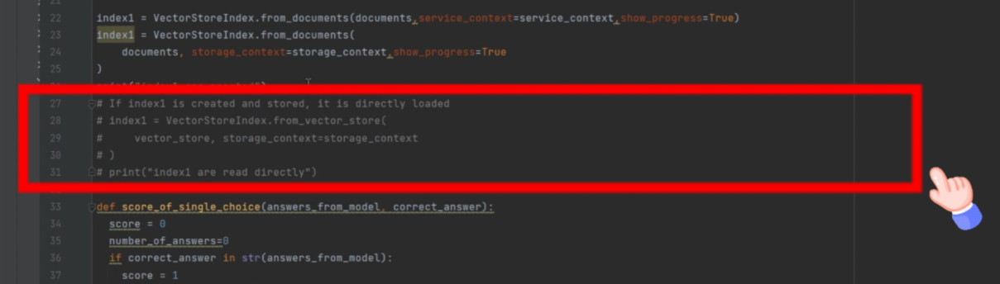 22 index1 = VectorStoreIndex.from_documents(documents,service_context=service_context,show_progress=True)
23 index1 = VectorStoreIndex.from_documents(
24 documents, storage_context=storage_context,show_progress=True
25 )
27 # If index1 is created and stored, it is directly loaded
28 # index1 = VectorStoreIndex.from_vector_store(
29 # vector_store, storage_context=storage_context
30 # )
31 # print("index1 are read directly")
33 def score_of_single_choice(answers_from_model, correct_answer):
34 score = 0
35 number_of_answers=0
36 if correct_answer in str(answers_from_model):
37 score = 1